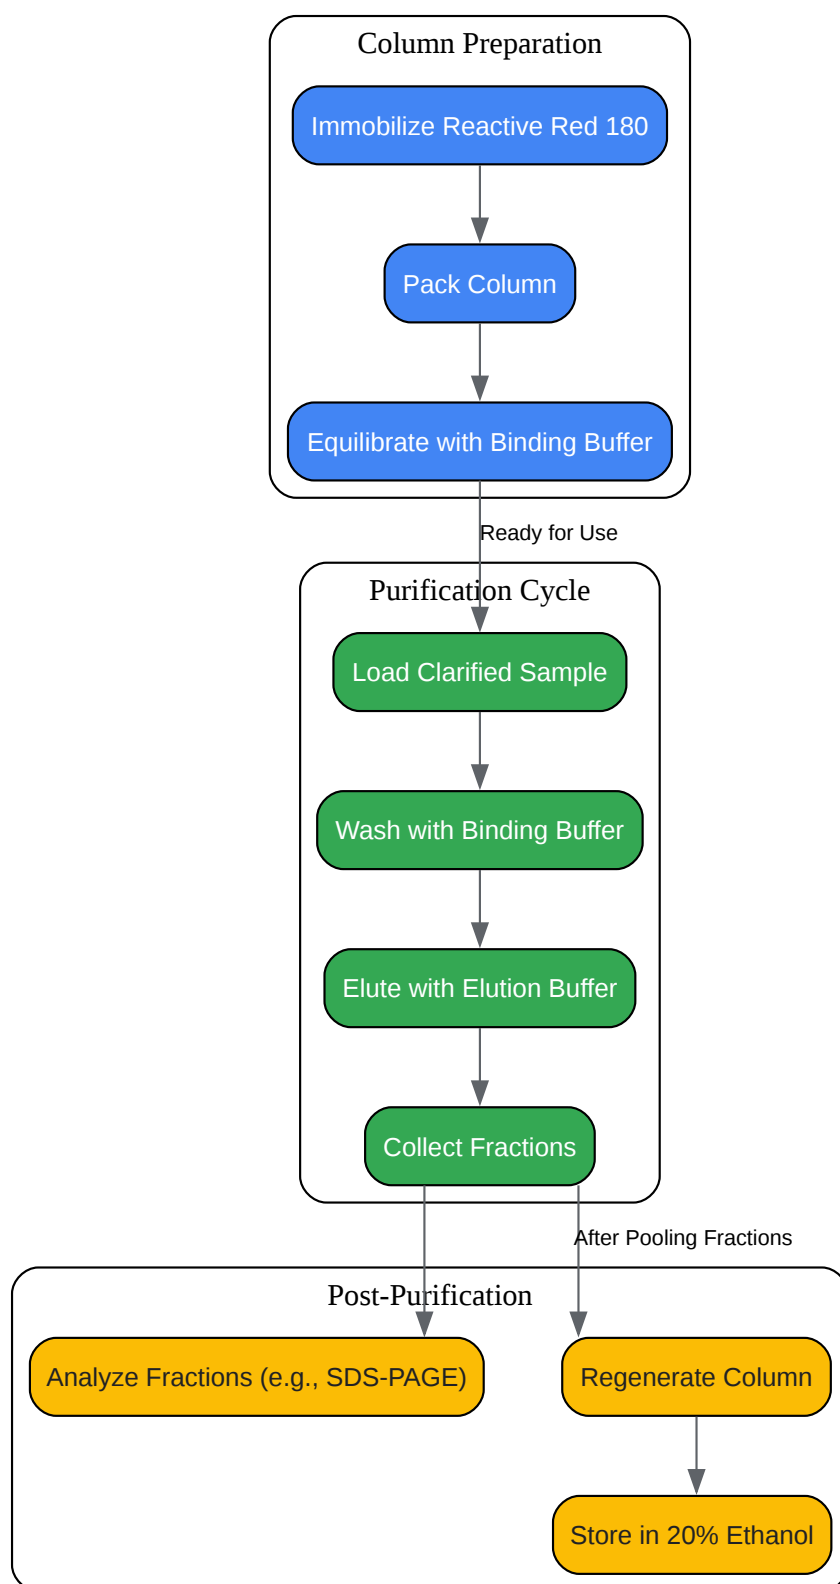 Column Preparation
Immobilize Reactive Red 180
Pack Column
Equilibrate with Binding Buffer
Ready for Use
Purification Cycle
Load Clarified Sample
Wash with Binding Buffer
Elute with Elution Buffer
Collect Fractions
After Pooling Fractions
Post-Purification
Analyze Fractions (e.g., SDS-PAGE)
Regenerate Column
Store in 20% Ethanol